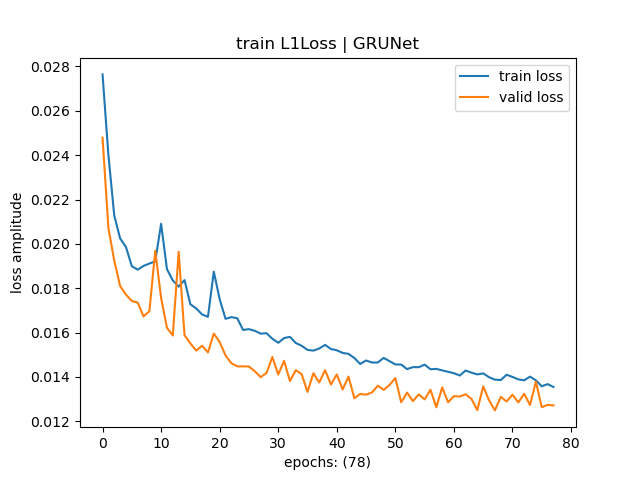 train L1Loss | GRUNet
train loss
valid loss
loss amplitude
0.028
0.026
0.024
0.022
0.020
0.018
0.016
0.014
0.012
0 10 20 30 40 50 60 70 80
epochs: (78)